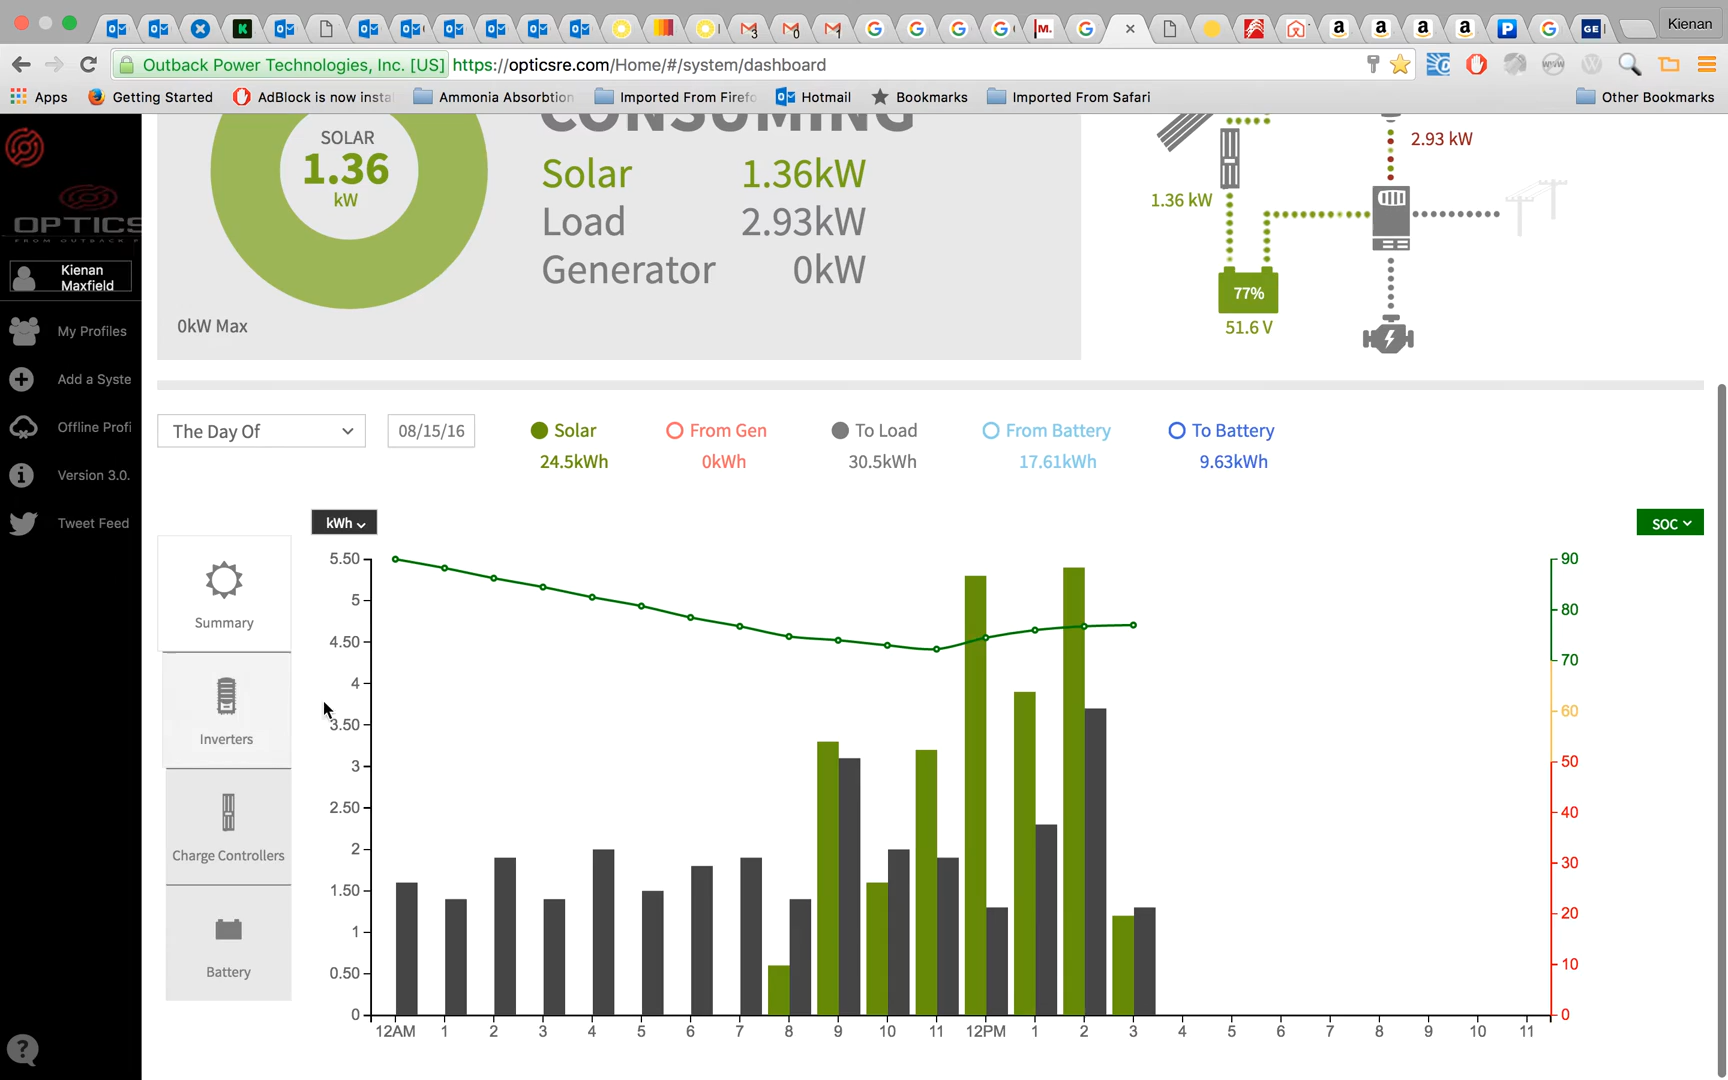 Kienan
Outback Power Technologies, Inc. [US] https://opticsre.com/Home/#/system/dashboard
Apps Getting Started AdBlock is now insta Ammonia Absorbtion Imported From Firefo Hotmail Bookmarks Imported From Safari Other Bookmarks
OPTICS
Kienan
Maxfield
My Profiles
Add a Syste
Offline Profi
Version 3.0.
Tweet Feed
SOLAR
1.36
kW
0kW Max
CONSUMING
Solar 1.36kW
Load 2.93kW
Generator 0kW
2.93 kW
1.36 kW
77%
51.6 V
The Day Of 08/15/16
Solar From Gen To Load From Battery To Battery
24.5kWh 0kWh 30.5kWh 17.61kWh 9.63kWh
kWh SOC
Summary
Inverters
Charge Controllers
Battery
5.50
5
4.50
4
3.50
3
2.50
2
1.50
1
0.50
0
90
80
70
60
50
40
30
20
10
0
12AM 1 2 3 4 5 6 7 8 9 10 11 12PM 1 2 3 4 5 6 7 8 9 10 11